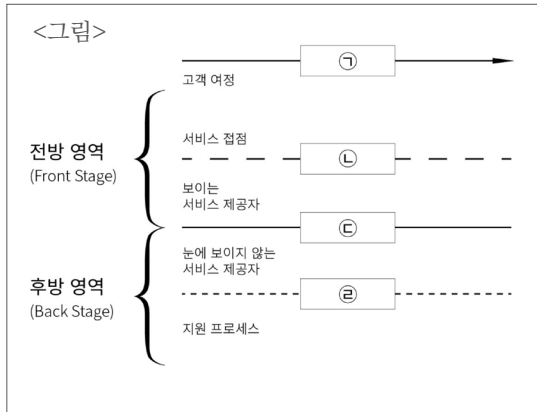 <그림>
㉠
고객 여정
서비스 접점
전방 영역
(Front Stage)
㉡
보이는
서비스 제공자
㉢
눈에 보이지 않는
서비스 제공자
후방 영역
(Back Stage)
㉣
지원 프로세스